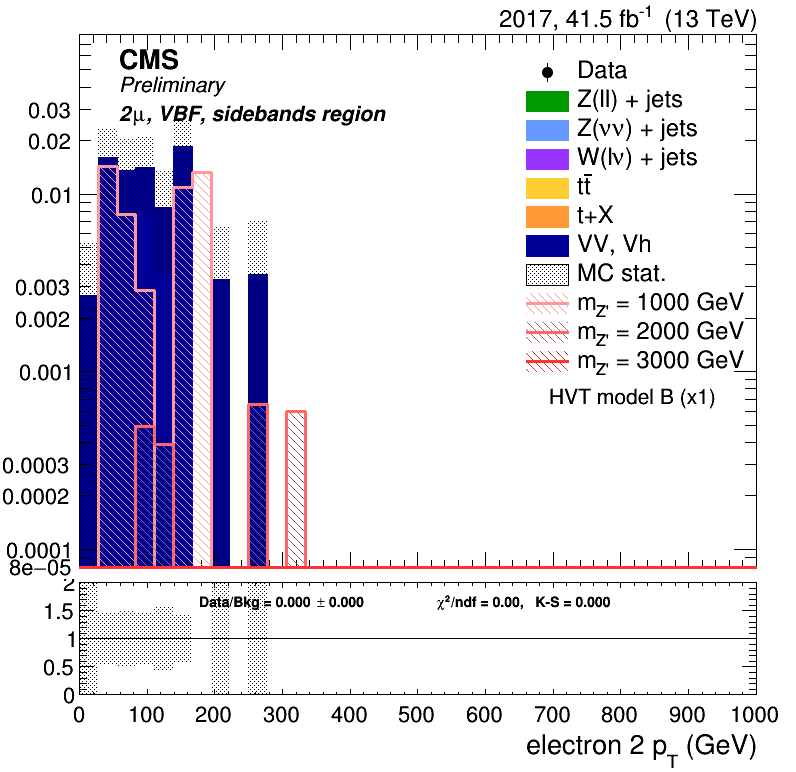 2017, 41.5 fb⁻¹ (13 TeV)
CMS
Preliminary
2μ, VBF, sidebands region
Data
Z(ll) + jets
Z(νν) + jets
W(lν) + jets
tt̄
t+X
VV, Vh
MC stat.
m_Z' = 1000 GeV
m_Z' = 2000 GeV
m_Z' = 3000 GeV
HVT model B (x1)
0.03
0.02
0.01
0.003
0.002
0.001
0.0003
0.0002
0.0001
8e−05
2
1.5
1
0.5
0
Data/Bkg = 0.000 ± 0.000 χ²/ndf = 0.00, K-S = 0.000
0 100 200 300 400 500 600 700 800 900 1000
electron 2 p_T (GeV)